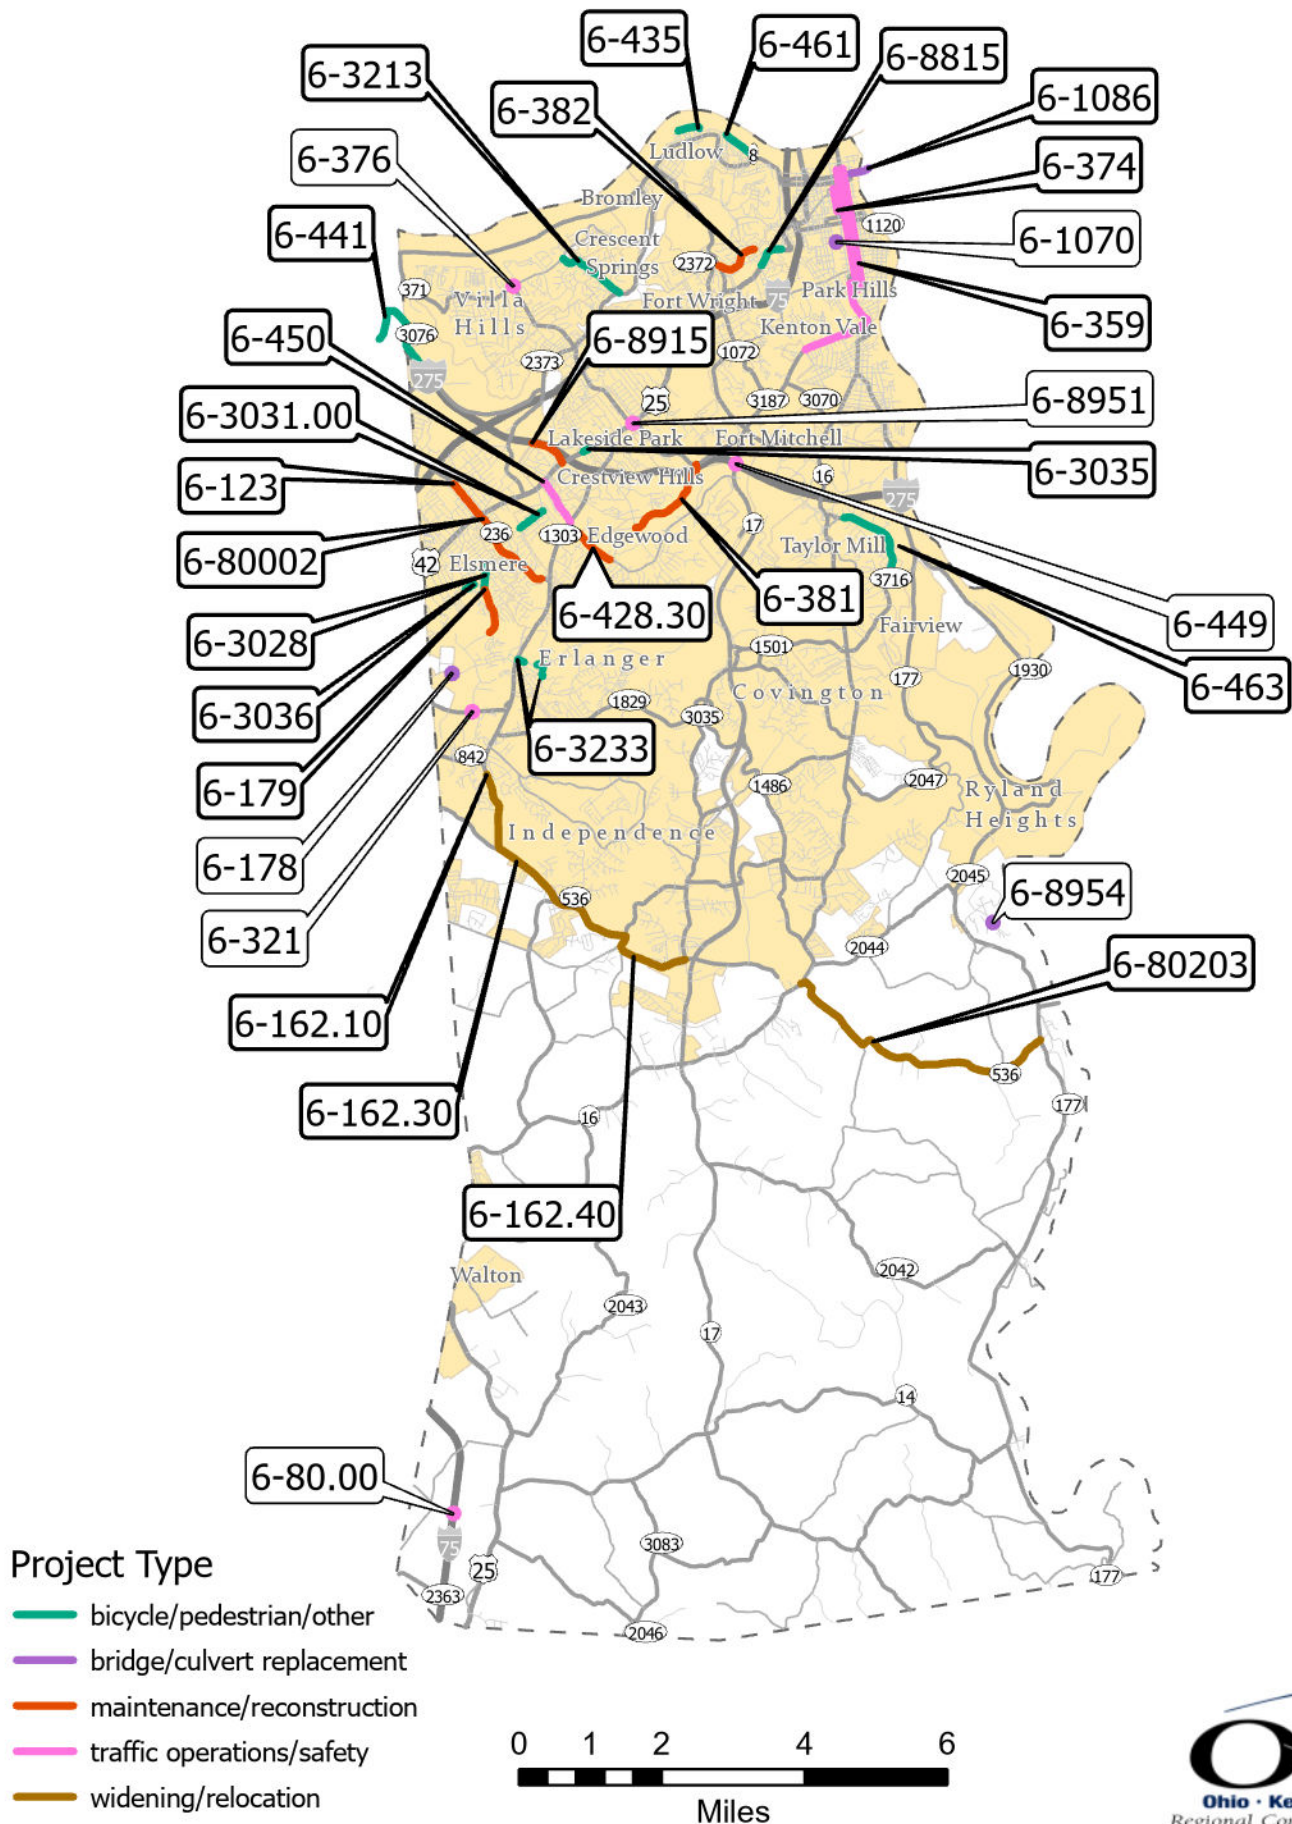 6-435
6-461
6-8815
6-3213
6-382
6-1086
6-376
6-374
Ludlow
8
Bromley
6-441
1120
6-1070
Crescent
Springs
2372
371
Villa
Hills
Fort Wright
75
Park Hills
6-359
6-450
3076
6-8915
Kenton Vale
275
2373
1072
6-3031.00
25
3187
3070
6-8951
Lakeside Park
Fort Mitchell
6-123
Crestview Hills
16
275
6-3035
236
1303
Edgewood
17
Taylor Mill
6-80002
42
Elsmere
3716
6-428.30
6-381
6-449
6-3028
Fairview
1501
Erlanger
177
1930
6-463
6-3036
Covington
1829
3035
6-3233
6-179
842
1486
2047
Ryland
Heights
6-178
Independence
2045
6-8954
536
6-321
2044
6-80203
6-162.10
536
6-162.30
16
177
6-162.40
Walton
2042
2043
17
14
6-80.00
75
3083
25
177
2363
2046
Project Type
bicycle/pedestrian/other
bridge/culvert replacement
maintenance/reconstruction
traffic operations/safety
widening/relocation
0 1 2 4 6
Miles
O
Ohio · Ke
Regional Cou